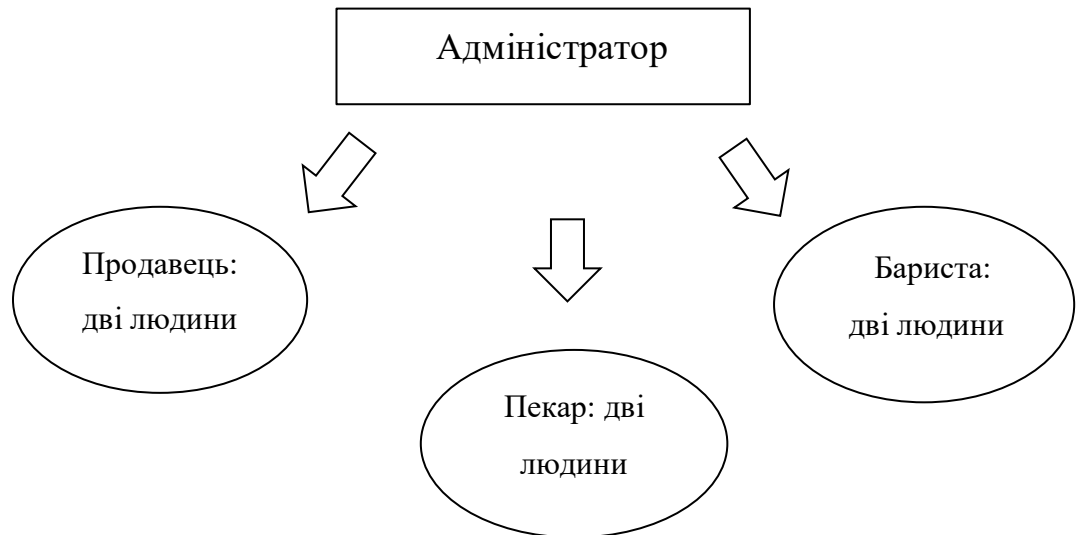 Адміністратор
Продавець:
дві людини
Бариста:
дві людини
Пекар: дві
людини